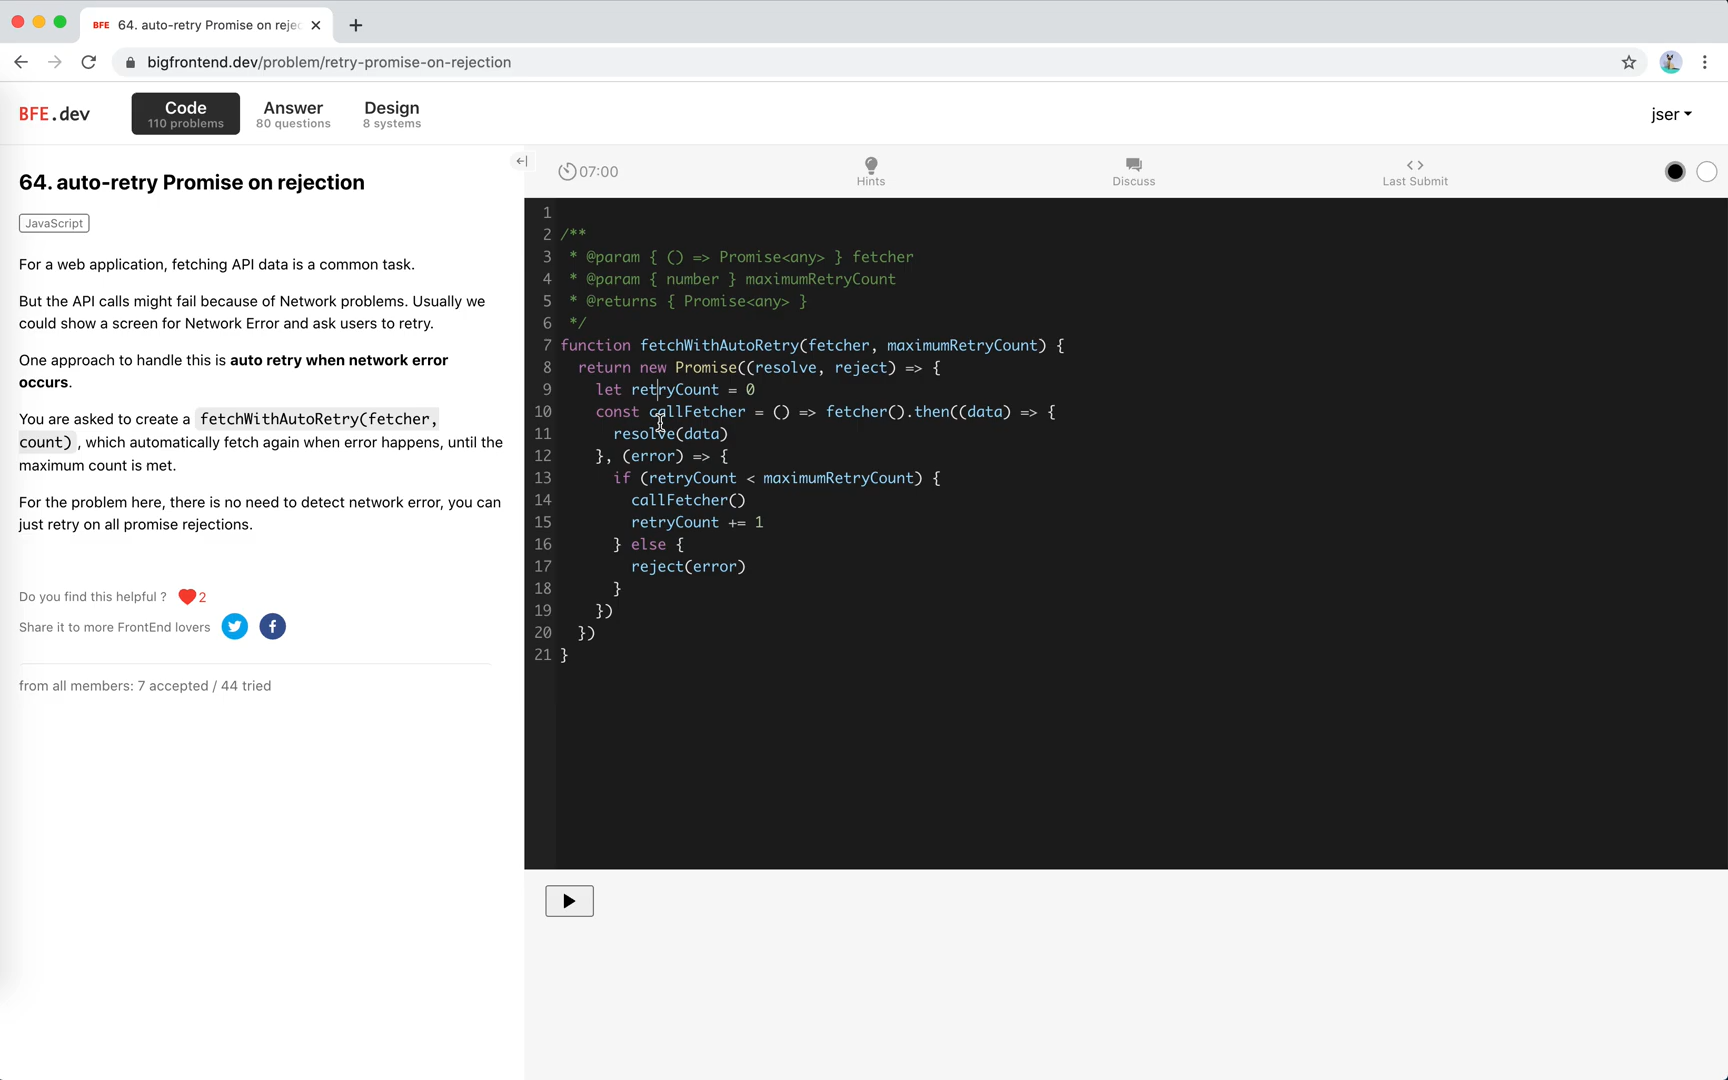 BFE 64. auto-retry Promise on rejec
bigfrontend.dev/problem/retry-promise-on-rejection
BFE.dev
Code
110 problems
Answer
80 questions
Design
8 systems
jser
64. auto-retry Promise on rejection
JavaScript
For a web application, fetching API data is a common task.
But the API calls might fail because of Network problems. Usually we
could show a screen for Network Error and ask users to retry.
One approach to handle this is auto retry when network error
occurs.
You are asked to create a fetchWithAutoRetry(fetcher,
count) , which automatically fetch again when error happens, until the
maximum count is met.
For the problem here, there is no need to detect network error, you can
just retry on all promise rejections.
Do you find this helpful ? 2
Share it to more FrontEnd lovers
from all members: 7 accepted / 44 tried
07:00
Hints
Discuss
Last Submit
1
2 /**
3 * @param { () => Promise<any> } fetcher
4 * @param { number } maximumRetryCount
5 * @returns { Promise<any> }
6 */
7 function fetchWithAutoRetry(fetcher, maximumRetryCount) {
8 return new Promise((resolve, reject) => {
9 let retryCount = 0
10 const callFetcher = () => fetcher().then((data) => {
11 resolve(data)
12 }, (error) => {
13 if (retryCount < maximumRetryCount) {
14 callFetcher()
15 retryCount += 1
16 } else {
17 reject(error)
18 }
19 })
20 })
21 }